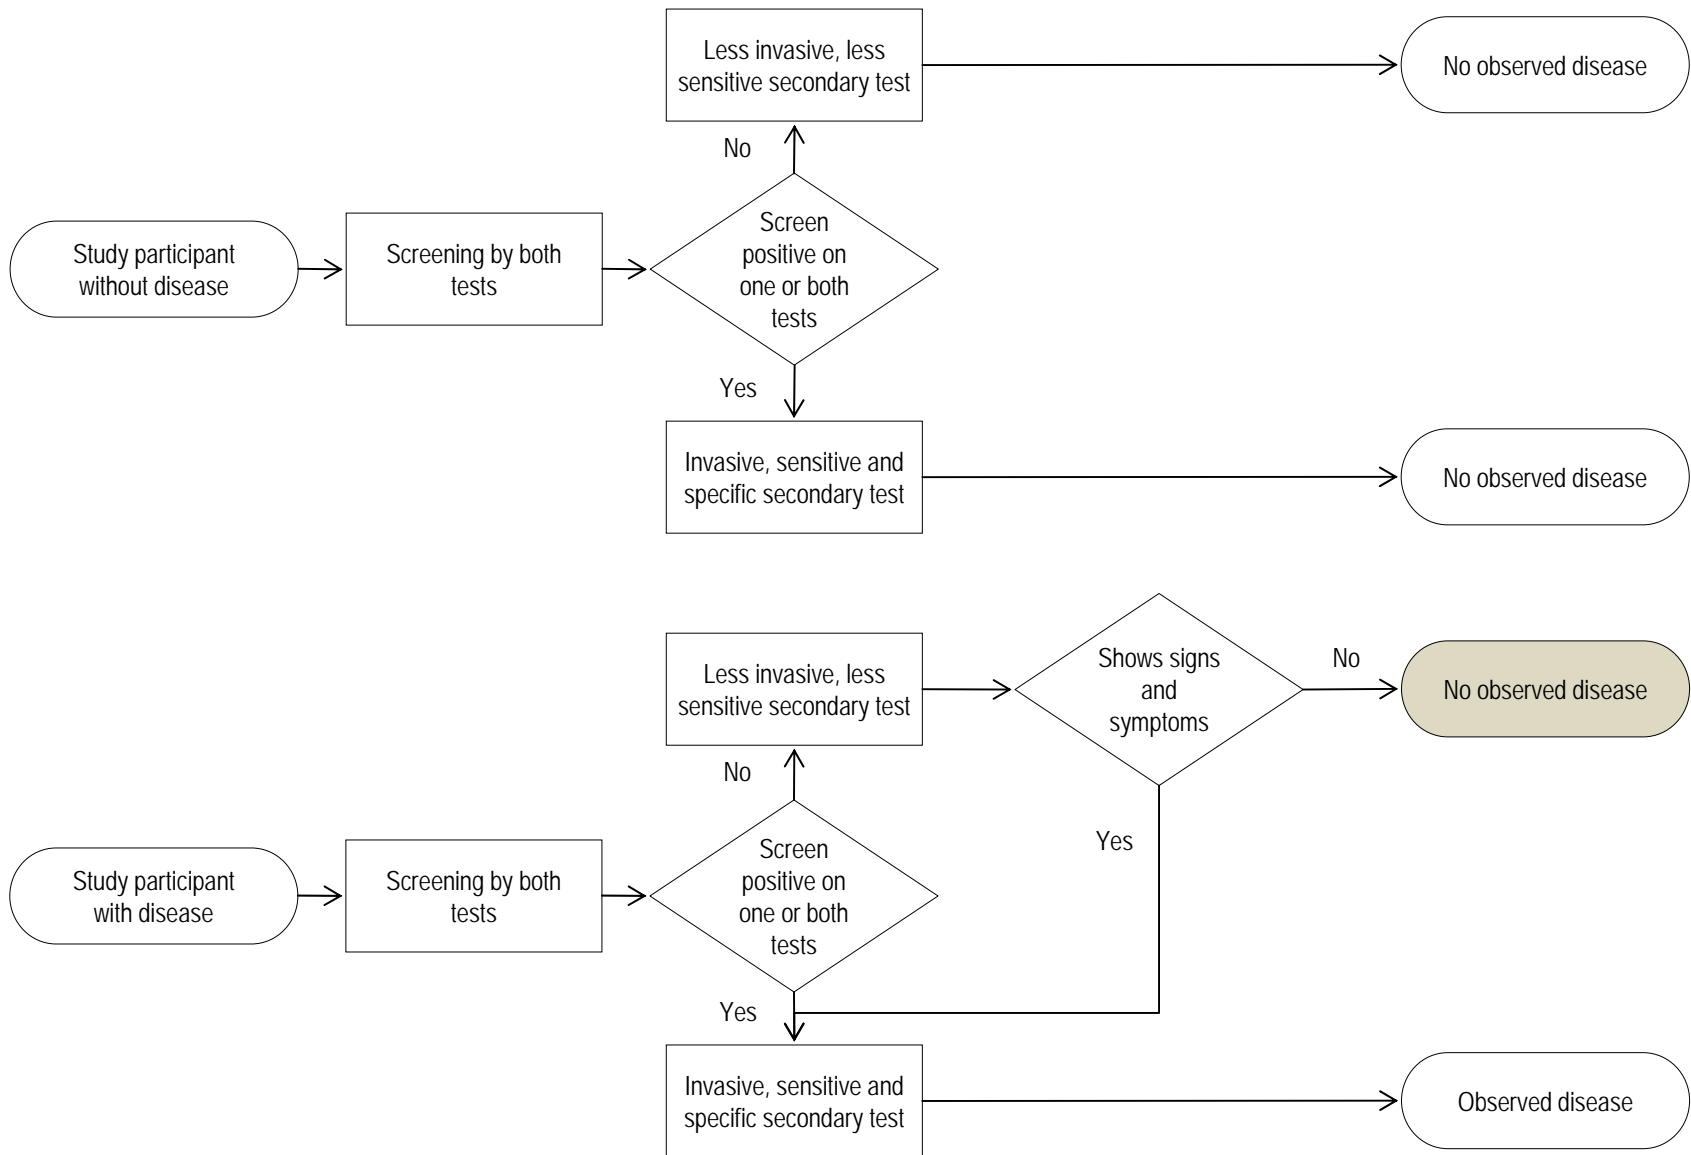 Less invasive, less
sensitive secondary test
No observed disease
No
Study participant
without disease
Screening by both
tests
Screen
positive on
one or both
tests
Yes
Invasive, sensitive and
specific secondary test
No observed disease
Less invasive, less
sensitive secondary test
Shows signs
and
symptoms
No
No observed disease
No
Yes
Study participant
with disease
Screening by both
tests
Screen
positive on
one or both
tests
Yes
Invasive, sensitive and
specific secondary test
Observed disease